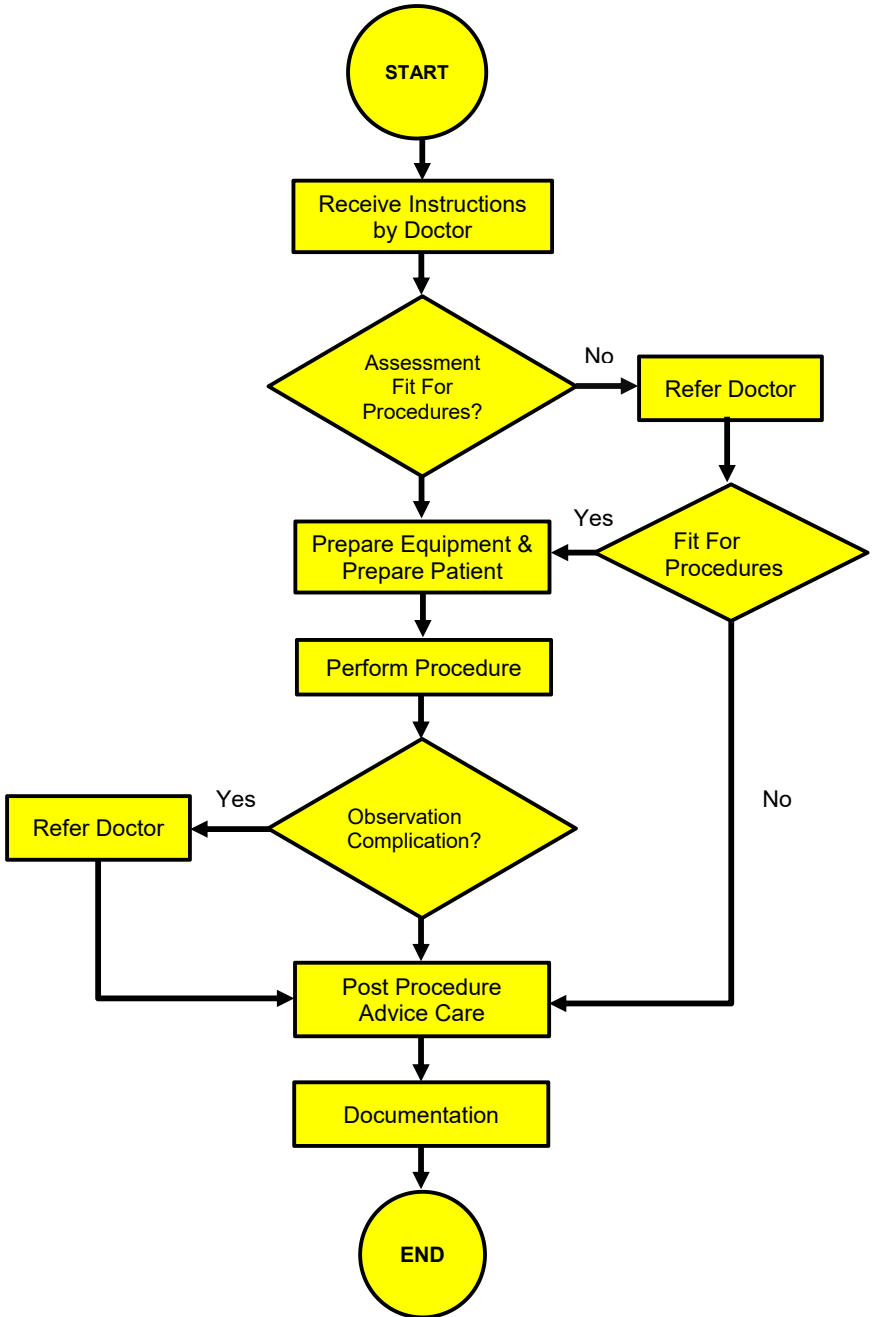 START
Receive Instructions
by Doctor
Assessment
Fit For
Procedures?
No
Refer Doctor
Yes
Fit For
Procedures
Prepare Equipment &
Prepare Patient
Perform Procedure
Observation
Complication?
Yes
Refer Doctor
No
Post Procedure
Advice Care
Documentation
END